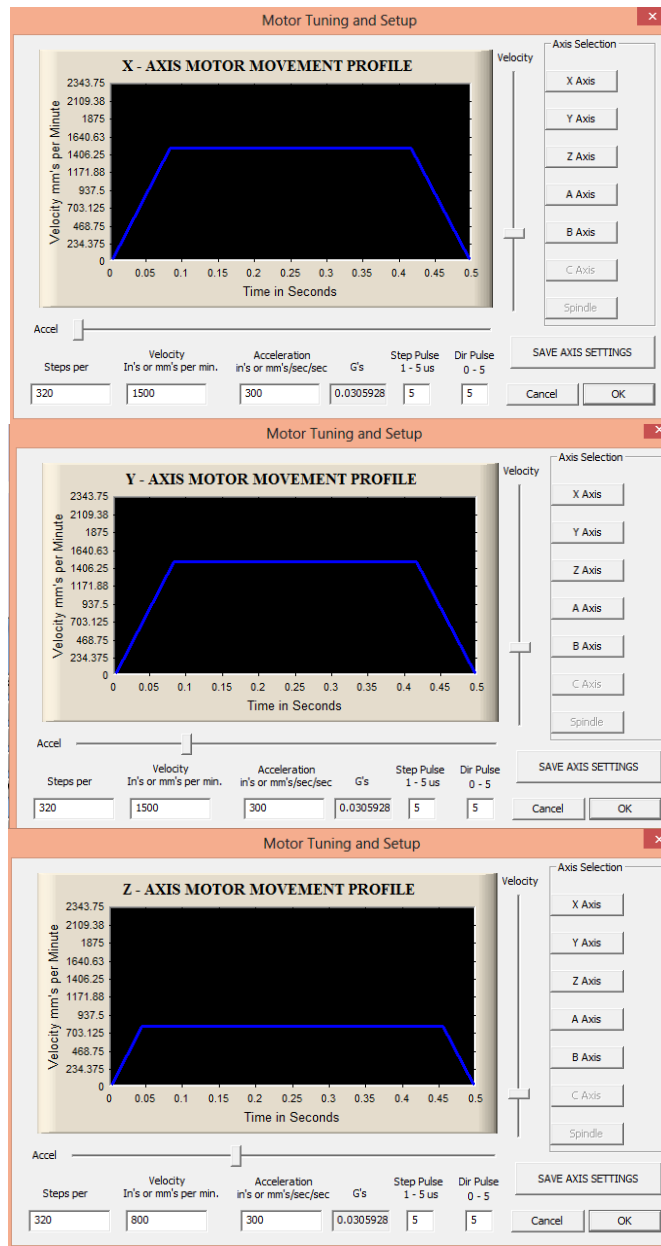 Motor Tuning and Setup
X - AXIS MOTOR MOVEMENT PROFILE
Velocity mm's per Minute
2343.75
2109.38
1875
1640.63
1406.25
1171.88
937.5
703.125
468.75
234.375
0
0 0.05 0.1 0.15 0.2 0.25 0.3 0.35 0.4 0.45 0.5
Time in Seconds
Velocity
Axis Selection
X Axis
Y Axis
Z Axis
A Axis
B Axis
C Axis
Spindle
Accel
SAVE AXIS SETTINGS
Steps per
Velocity
In's or mm's per min.
Acceleration
in's or mm's/sec/sec
G's
Step Pulse
1 - 5 us
Dir Pulse
0 - 5
320 1500 300 0.0305928 5 5
Cancel OK
Motor Tuning and Setup
Y - AXIS MOTOR MOVEMENT PROFILE
Velocity mm's per Minute
2343.75
2109.38
1875
1640.63
1406.25
1171.88
937.5
703.125
468.75
234.375
0
0 0.05 0.1 0.15 0.2 0.25 0.3 0.35 0.4 0.45 0.5
Time in Seconds
Velocity
Axis Selection
X Axis
Y Axis
Z Axis
A Axis
B Axis
C Axis
Spindle
Accel
SAVE AXIS SETTINGS
Steps per
Velocity
In's or mm's per min.
Acceleration
in's or mm's/sec/sec
G's
Step Pulse
1 - 5 us
Dir Pulse
0 - 5
320 1500 300 0.0305928 5 5
Cancel OK
Motor Tuning and Setup
Z - AXIS MOTOR MOVEMENT PROFILE
Velocity mm's per Minute
2343.75
2109.38
1875
1640.63
1406.25
1171.88
937.5
703.125
468.75
234.375
0
0 0.05 0.1 0.15 0.2 0.25 0.3 0.35 0.4 0.45 0.5
Time in Seconds
Velocity
Axis Selection
X Axis
Y Axis
Z Axis
A Axis
B Axis
C Axis
Spindle
Accel
SAVE AXIS SETTINGS
Steps per
Velocity
In's or mm's per min.
Acceleration
in's or mm's/sec/sec
G's
Step Pulse
1 - 5 us
Dir Pulse
0 - 5
320 800 300 0.0305928 5 5
Cancel OK